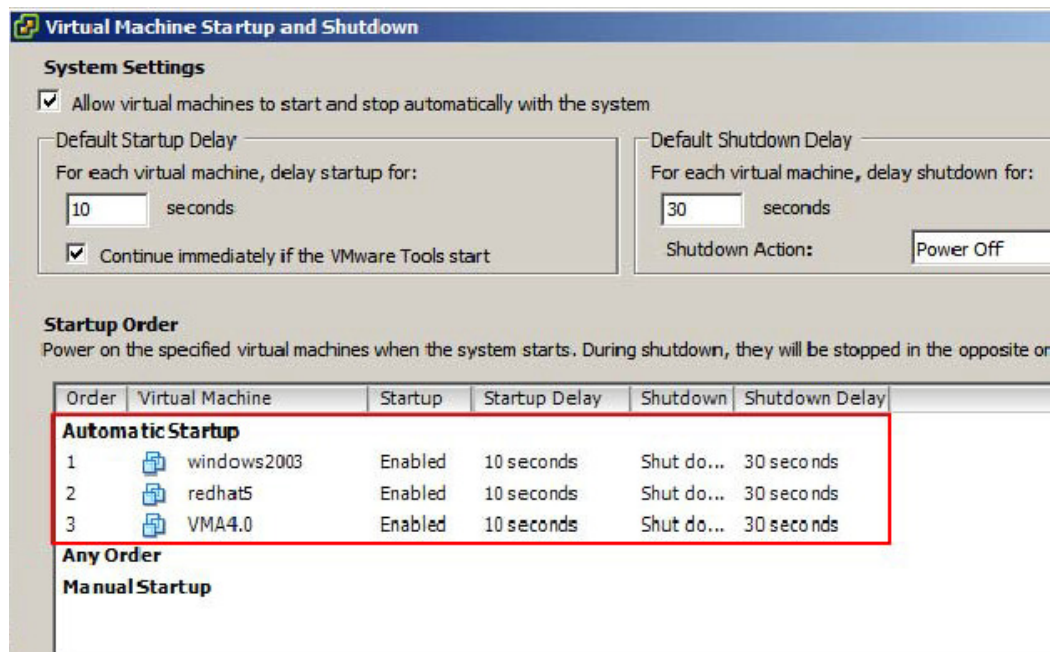 Virtual Machine Startup and Shutdown
System Settings
Allow virtual machines to start and stop automatically with the system
Default Startup Delay
For each virtual machine, delay startup for:
10 seconds
Continue immediately if the VMware Tools start
Default Shutdown Delay
For each virtual machine, delay shutdown for:
30 seconds
Shutdown Action: Power Off
Startup Order
Power on the specified virtual machines when the system starts. During shutdown, they will be stopped in the opposite or
Order Virtual Machine Startup Startup Delay Shutdown Shutdown Delay
Automatic Startup
1 windows2003 Enabled 10 seconds Shut do... 30 seconds
2 redhat5 Enabled 10 seconds Shut do... 30 seconds
3 VMA4.0 Enabled 10 seconds Shut do... 30 seconds
Any Order
Manual Startup